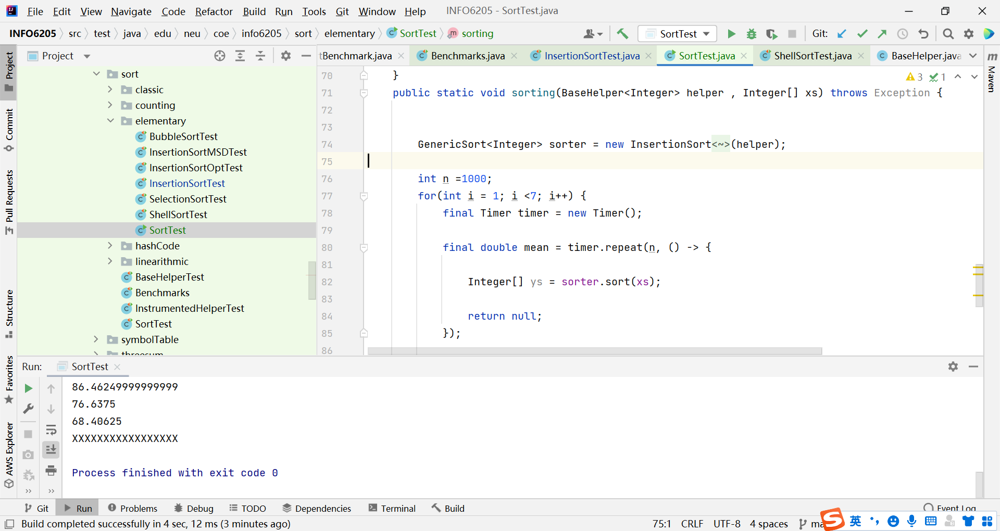 File Edit View Navigate Code Refactor Build Run Tools Git Window Help INFO6205 - SortTest.java
INFO6205 src test java edu neu coe info6205 sort elementary SortTest sorting SortTest Git:
Project
tBenchmark.java Benchmarks.java InsertionSortTest.java SortTest.java ShellSortTest.java BaseHelper.java
Project
Commit
Pull Requests
Structure
Favorites
AWS Explorer
Maven
sort
classic
counting
elementary
BubbleSortTest
InsertionSortMSDTest
InsertionSortOptTest
InsertionSortTest
SelectionSortTest
ShellSortTest
SortTest
hashCode
linearithmic
BaseHelperTest
Benchmarks
InstrumentedHelperTest
SortTest
symbolTable
threesum
3 1
70 }
71 public static void sorting(BaseHelper<Integer> helper , Integer[] xs) throws Exception {
72
73
74 GenericSort<Integer> sorter = new InsertionSort<~>(helper);
75
76 int n =1000;
77 for(int i = 1; i <7; i++) {
78 final Timer timer = new Timer();
79
80 final double mean = timer.repeat(n, () -> {
81
82 Integer[] ys = sorter.sort(xs);
83
84 return null;
85 });
86
Run: SortTest
86.46249999999999
76.6375
68.40625
XXXXXXXXXXXXXXXXX
Process finished with exit code 0
Git Run Problems Debug TODO Dependencies Terminal Build Event Log
Build completed successfully in 4 sec, 12 ms (3 minutes ago) 75:1 CRLF UTF-8 4 spaces ma
英